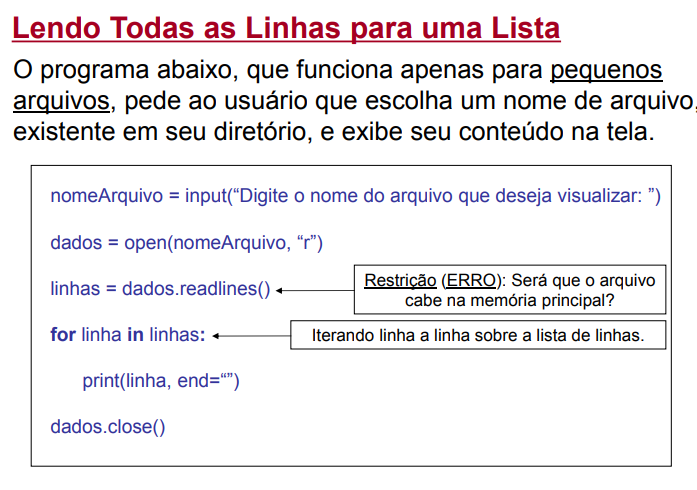 Lendo Todas as Linhas para uma Lista
O programa abaixo, que funciona apenas para pequenos
arquivos, pede ao usuário que escolha um nome de arquivo,
existente em seu diretório, e exibe seu conteúdo na tela.
nomeArquivo = input(“Digite o nome do arquivo que deseja visualizar: ”)
dados = open(nomeArquivo, “r”)
linhas = dados.readlines()
Restrição (ERRO): Será que o arquivo
cabe na memória principal?
for linha in linhas:
Iterando linha a linha sobre a lista de linhas.
print(linha, end=“”)
dados.close()